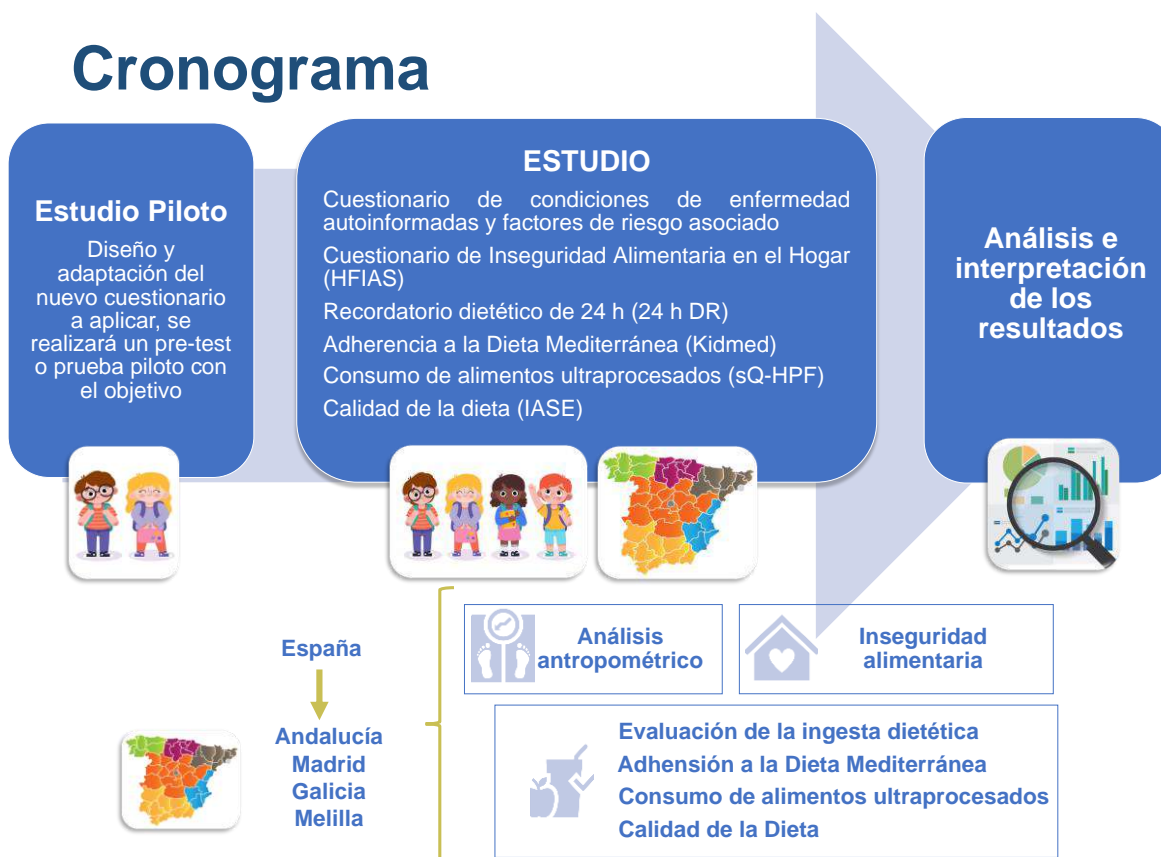 Cronograma
Estudio Piloto
Diseño y
adaptación del
nuevo cuestionario
a aplicar, se
realizará un pre-test
o prueba piloto con
el objetivo
ESTUDIO
Cuestionario de condiciones de enfermedad
autoinformadas y factores de riesgo asociado
Cuestionario de Inseguridad Alimentaria en el Hogar
(HFIAS)
Recordatorio dietético de 24 h (24 h DR)
Adherencia a la Dieta Mediterránea (Kidmed)
Consumo de alimentos ultraprocesados (sQ-HPF)
Calidad de la dieta (IASE)
Análisis e
interpretación
de los
resultados
España
Andalucía
Madrid
Galicia
Melilla
Análisis
antropométrico
Inseguridad
alimentaria
Evaluación de la ingesta dietética
Adhensión a la Dieta Mediterránea
Consumo de alimentos ultraprocesados
Calidad de la Dieta